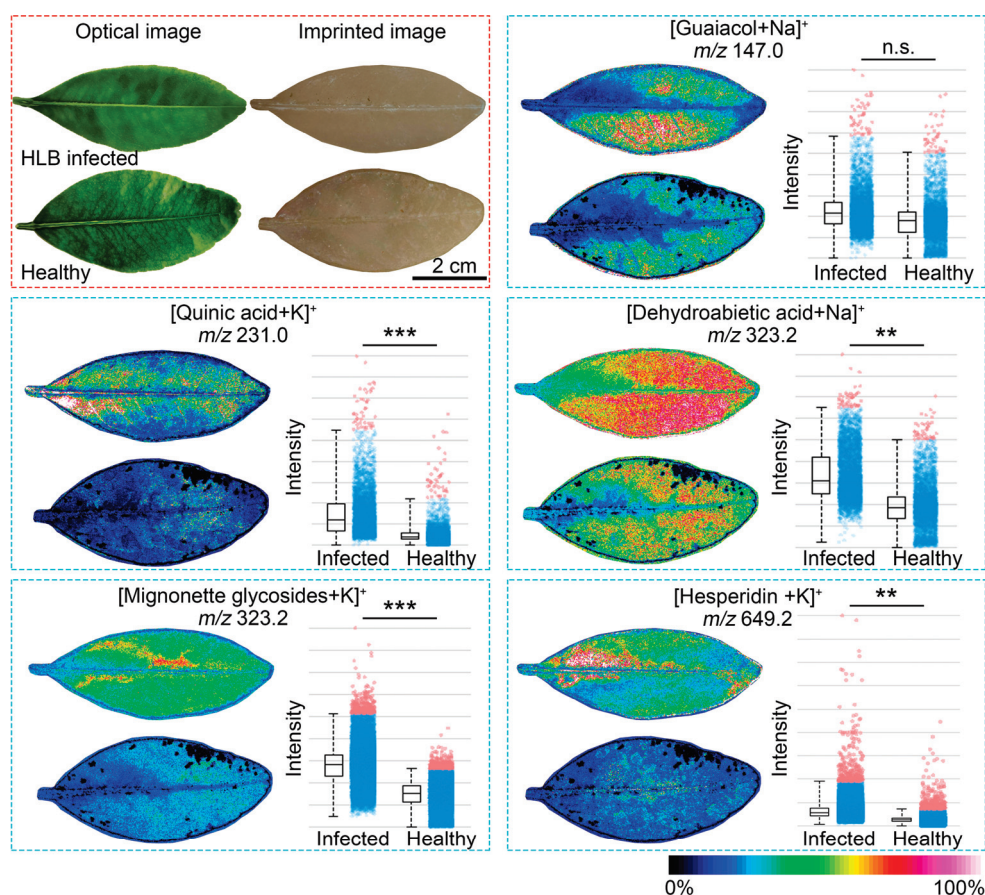 Optical image
Imprinted image
HLB infected
Healthy
2 cm
[Guaiacol+Na]⁺
m/z 147.0
n.s.
Intensity
Infected
Healthy
[Quinic acid+K]⁺
m/z 231.0
***
Intensity
Infected
Healthy
[Dehydroabietic acid+Na]⁺
m/z 323.2
**
Intensity
Infected
Healthy
[Mignonette glycosides+K]⁺
m/z 323.2
***
Intensity
Infected
Healthy
[Hesperidin +K]⁺
m/z 649.2
**
Intensity
Infected
Healthy
0%
100%